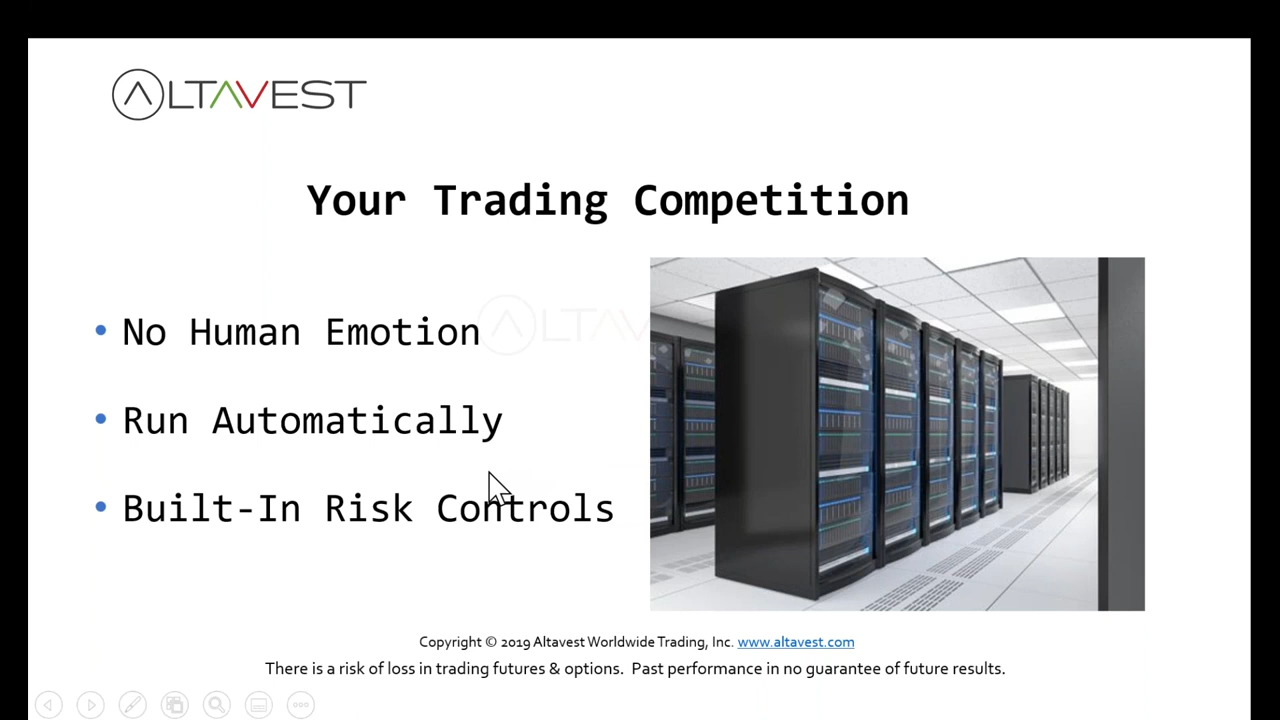 ALTAVEST
Your Trading Competition
• No Human Emotion
• Run Automatically
• Built-In Risk Controls
ALTAV
Copyright © 2019 Altavest Worldwide Trading, Inc. www.altavest.com
There is a risk of loss in trading futures & options. Past performance in no guarantee of future results.